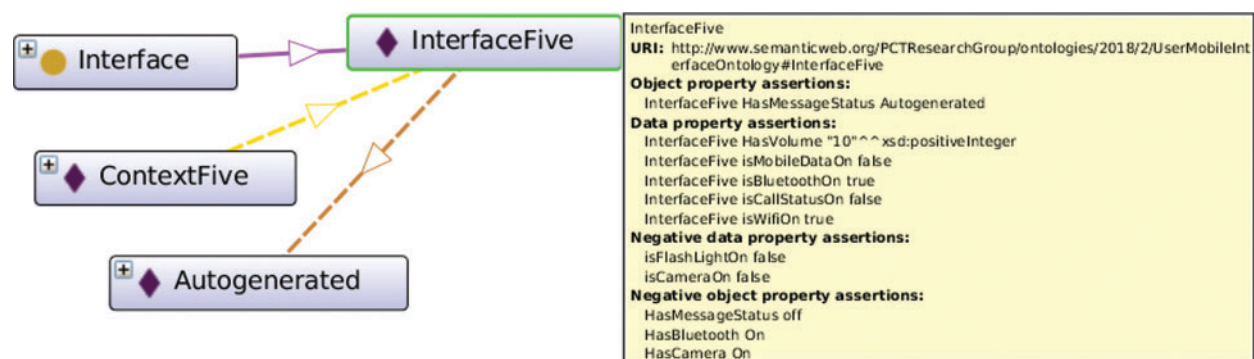 Interface
InterfaceFive
ContextFive
Autogenerated
InterfaceFive
URI: http://www.semanticweb.org/PCTResearchGroup/ontologies/2018/2/UserMobileInt
erfaceOntology#InterfaceFive
Object property assertions:
InterfaceFive HasMessageStatus Autogenerated
Data property assertions:
InterfaceFive HasVolume "10"^^xsd:positiveInteger
InterfaceFive isMobileDataOn false
InterfaceFive isBluetoothOn true
InterfaceFive isCallStatusOn false
InterfaceFive isWifiOn true
Negative data property assertions:
isFlashLightOn false
isCameraOn false
Negative object property assertions:
HasMessageStatus off
HasBluetooth On
HasCamera On